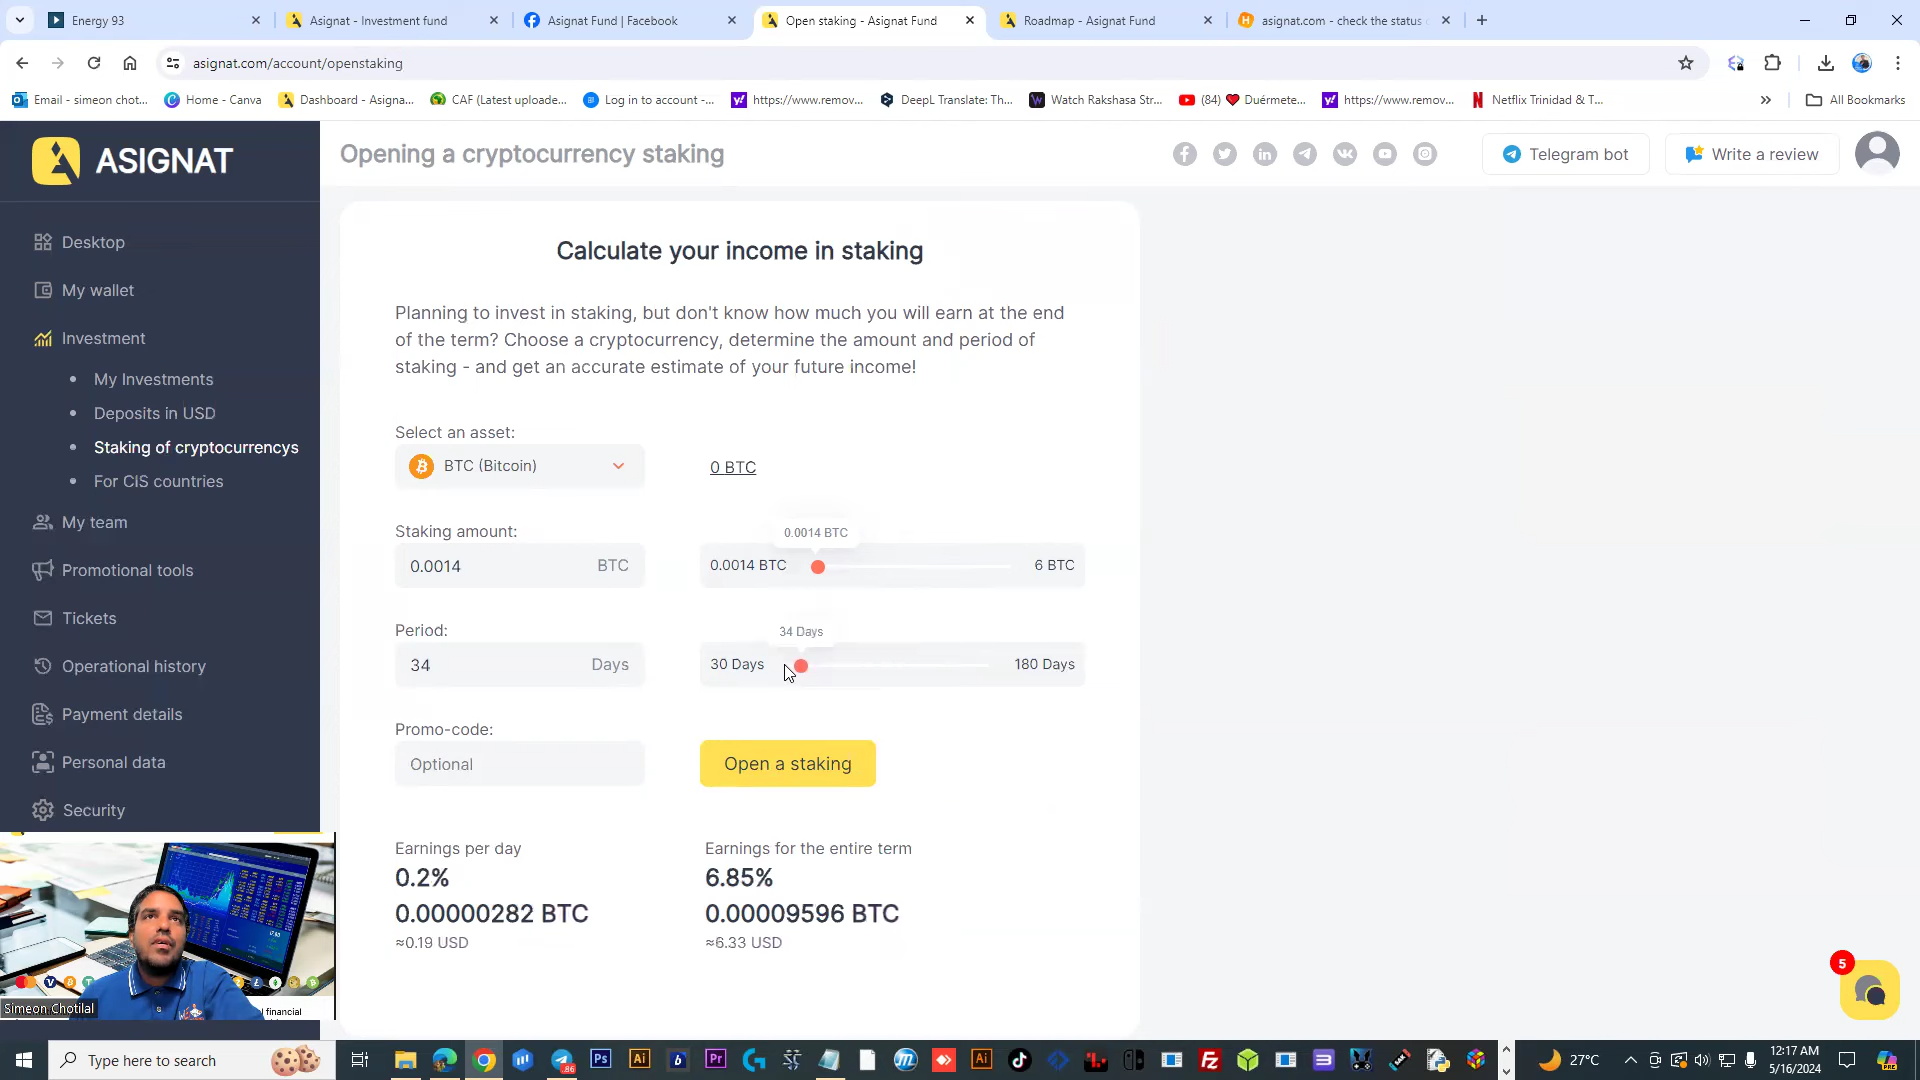 Energy 93
Asignat - Investment fund
Asignat Fund | Facebook
Open staking - Asignat Fund
Roadmap - Asignat Fund
asignat.com - check the status
asignat.com/account/openstaking
Email - simeon chot...
Home - Canva
Dashboard - Asigna...
CAF (Latest uploade...
Log in to account -...
https://www.remov...
DeepL Translate: Th...
Watch Rakshasa Str...
(84) ❤ Duérmete...
https://www.remov...
Netflix Trinidad & T...
All Bookmarks
ASIGNAT
Opening a cryptocurrency staking
Telegram bot
Write a review
Desktop
My wallet
Investment
My Investments
Deposits in USD
Staking of cryptocurrencys
For CIS countries
My team
Promotional tools
Tickets
Operational history
Payment details
Personal data
Security
Calculate your income in staking
Planning to invest in staking, but don't know how much you will earn at the end
of the term? Choose a cryptocurrency, determine the amount and period of
staking - and get an accurate estimate of your future income!
Select an asset:
BTC (Bitcoin)
0 BTC
Staking amount:
0.0014 BTC
0.0014 BTC
0.0014 BTC
6 BTC
Period:
34 Days
34 Days
30 Days
180 Days
Promo-code:
Optional
Open a staking
Earnings per day
0.2%
0.00000282 BTC
≈0.19 USD
Earnings for the entire term
6.85%
0.00009596 BTC
≈6.33 USD
5
Simeon Chotilal
financial
Type here to search
27°C
12:17 AM
5/16/2024